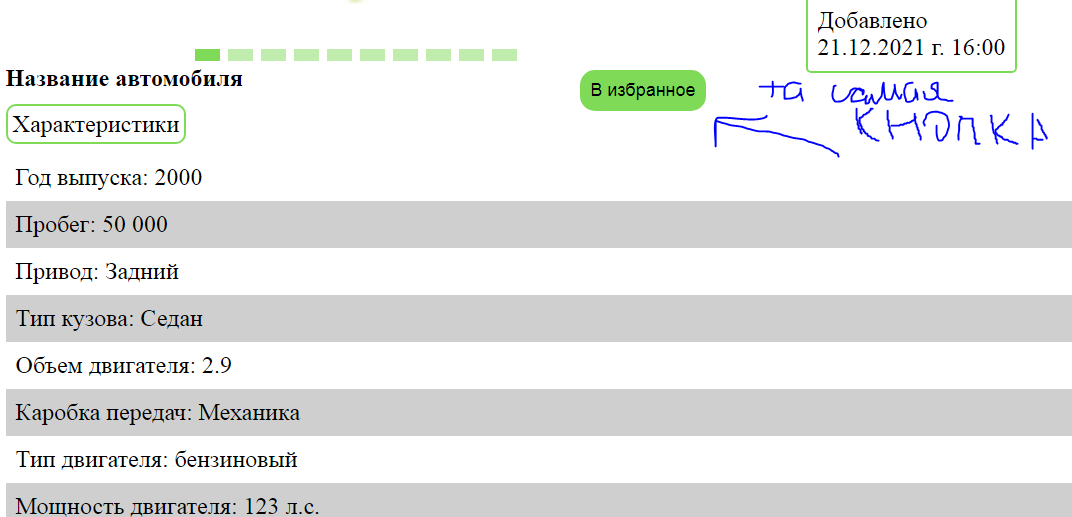 Добавлено
21.12.2021 г. 16:00
Название автомобиля
В избранное
та самая
КНОПКА
Характеристики
Год выпуска: 2000
Пробег: 50 000
Привод: Задний
Тип кузова: Седан
Объем двигателя: 2.9
Каробка передач: Механика
Тип двигателя: бензиновый
Мощность двигателя: 123 л.с.